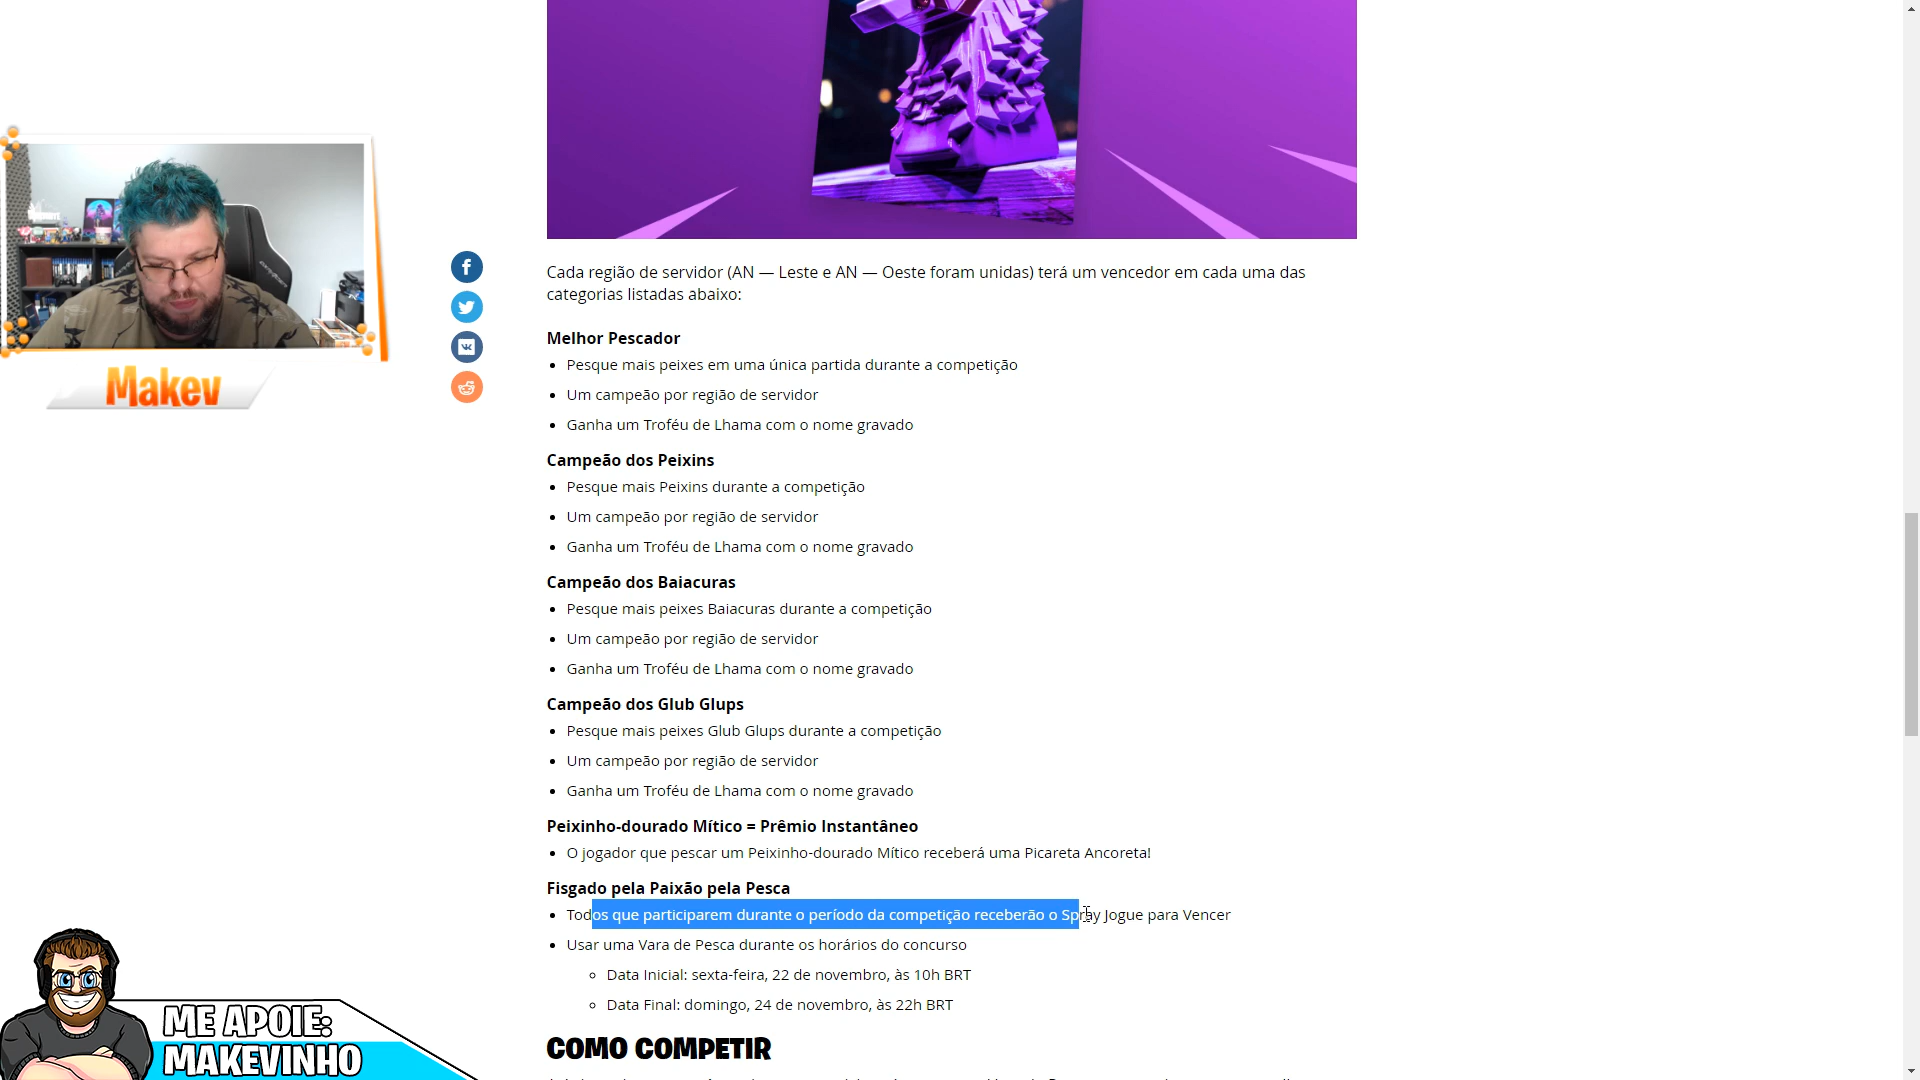 Cada região de servidor (AN — Leste e AN — Oeste foram unidas) terá um vencedor em cada uma das
categorias listadas abaixo:
Melhor Pescador
Pesque mais peixes em uma única partida durante a competição
Um campeão por região de servidor
Ganha um Troféu de Lhama com o nome gravado
Campeão dos Peixins
Pesque mais Peixins durante a competição
Um campeão por região de servidor
Ganha um Troféu de Lhama com o nome gravado
Campeão dos Baiacuras
Pesque mais peixes Baiacuras durante a competição
Um campeão por região de servidor
Ganha um Troféu de Lhama com o nome gravado
Campeão dos Glub Glups
Pesque mais peixes Glub Glups durante a competição
Um campeão por região de servidor
Ganha um Troféu de Lhama com o nome gravado
Peixinho-dourado Mítico = Prêmio Instantâneo
O jogador que pescar um Peixinho-dourado Mítico receberá uma Picareta Ancoreta!
Fisgado pela Paixão pela Pesca
Todos que participarem durante o período da competição receberão o Spray Jogue para Vencer
Usar uma Vara de Pesca durante os horários do concurso
Data Inicial: sexta-feira, 22 de novembro, às 10h BRT
Data Final: domingo, 24 de novembro, às 22h BRT
COMO COMPETIR
Makev
ME APOIE:
MAKEVINHO